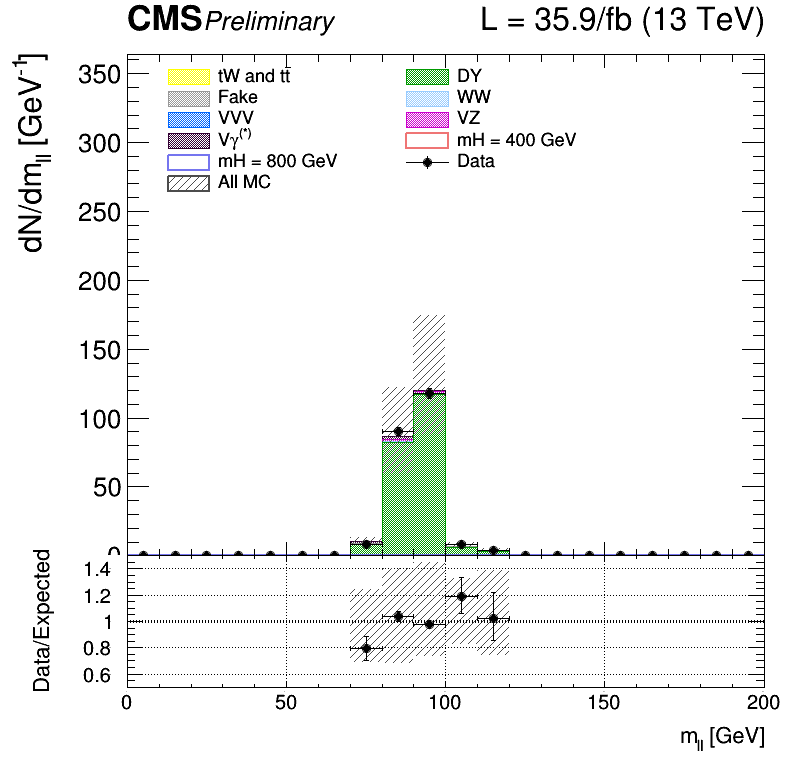 CMS Preliminary L = 35.9/fb (13 TeV)
dN/dm_ll [GeV⁻¹]
350
300
250
200
150
100
50
0
tW and tt̄
Fake
VVV
Vγ(*)
mH = 800 GeV
All MC
DY
WW
VZ
mH = 400 GeV
Data
Data/Expected
1.4
1.2
1
0.8
0.6
0 50 100 150 200
m_ll [GeV]